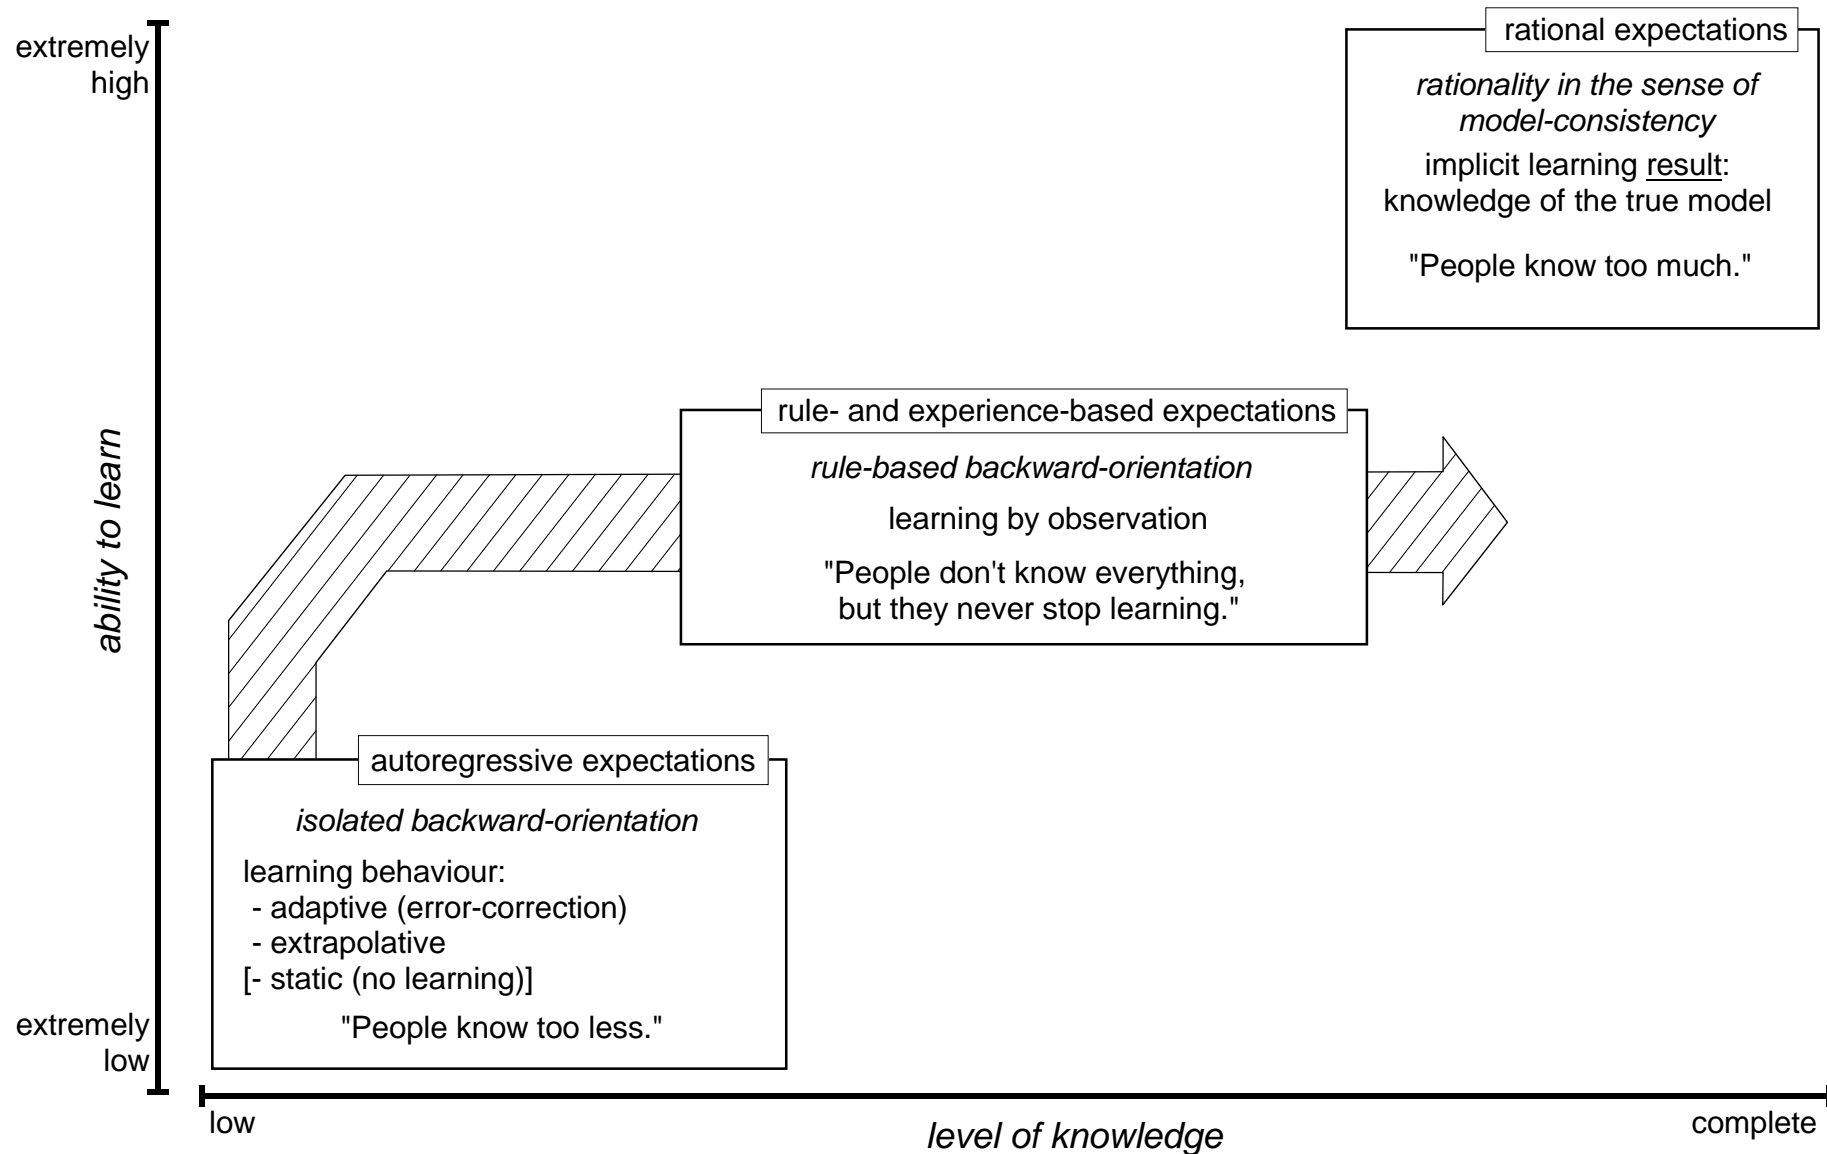 extremely
high
rational expectations
rationality in the sense of
model-consistency
implicit learning result:
knowledge of the true model
"People know too much."
ability to learn
rule- and experience-based expectations
rule-based backward-orientation
learning by observation
"People don't know everything,
but they never stop learning."
autoregressive expectations
isolated backward-orientation
learning behaviour:
- adaptive (error-correction)
- extrapolative
[- static (no learning)]
"People know too less."
extremely
low
low
level of knowledge
complete